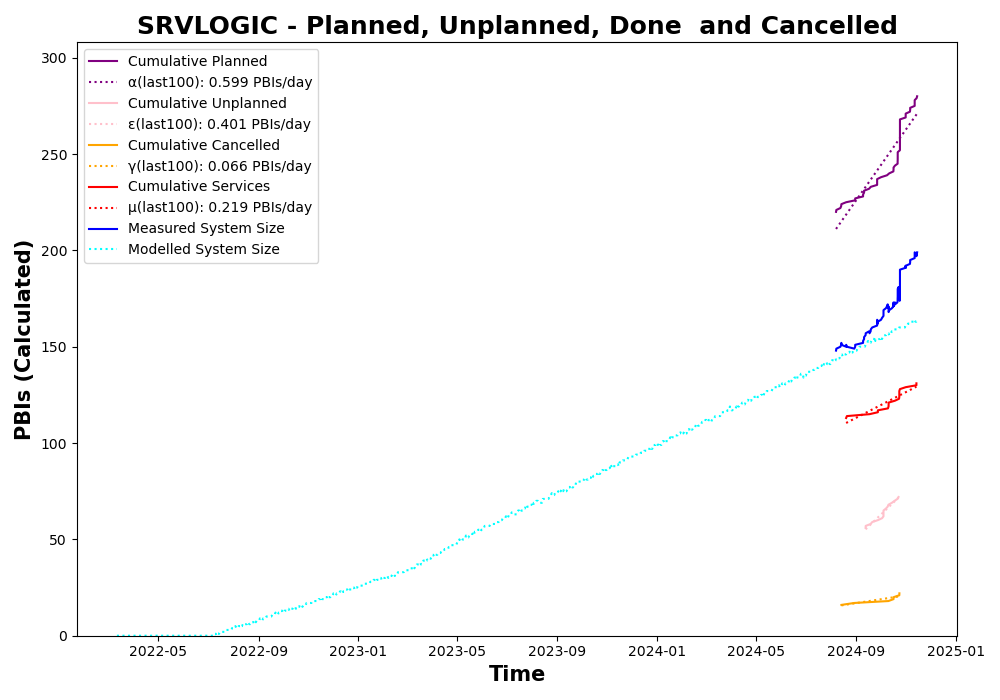 SRVLOGIC - Planned, Unplanned, Done  and Cancelled
Cumulative Planned
α(last100): 0.599 PBIs/day
Cumulative Unplanned
ε(last100): 0.401 PBIs/day
Cumulative Cancelled
γ(last100): 0.066 PBIs/day
Cumulative Services
μ(last100): 0.219 PBIs/day
Measured System Size
Modelled System Size
PBIs (Calculated)
300
250
200
150
100
50
0
2022-05 2022-09 2023-01 2023-05 2023-09 2024-01 2024-05 2024-09 2025-01
Time